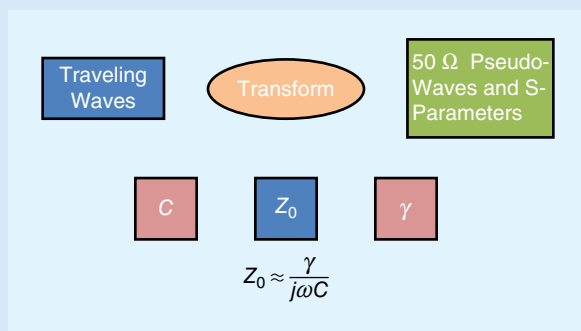 Traveling
Waves
Transform
50 Ω Pseudo-
Waves and S-
Parameters
C
Z₀
γ
Z₀ ≈ γ/jωC